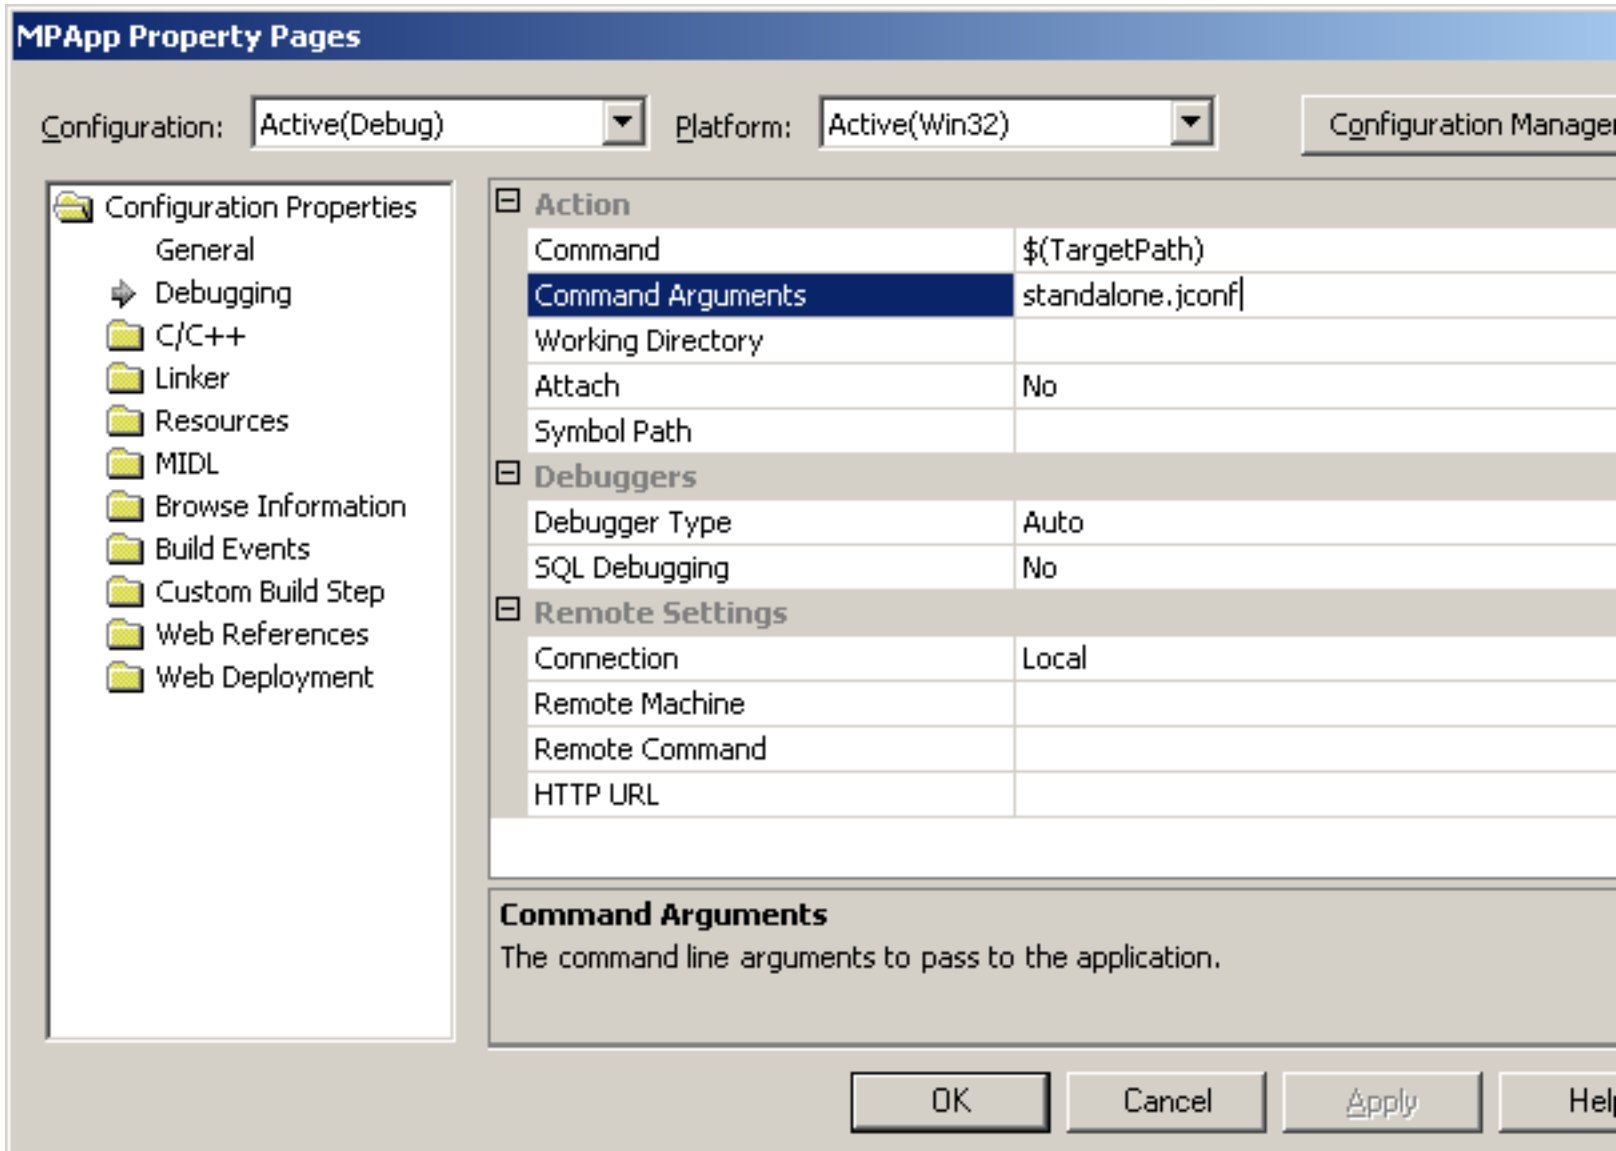 MPApp Property Pages
Configuration: Active(Debug) Platform: Active(Win32) Configuration Manager
Configuration Properties
General
Debugging
C/C++
Linker
Resources
MIDL
Browse Information
Build Events
Custom Build Step
Web References
Web Deployment
Action
Command $(TargetPath)
Command Arguments standalone.jconf
Working Directory
Attach No
Symbol Path
Debuggers
Debugger Type Auto
SQL Debugging No
Remote Settings
Connection Local
Remote Machine
Remote Command
HTTP URL
Command Arguments
The command line arguments to pass to the application.
OK Cancel Apply Help